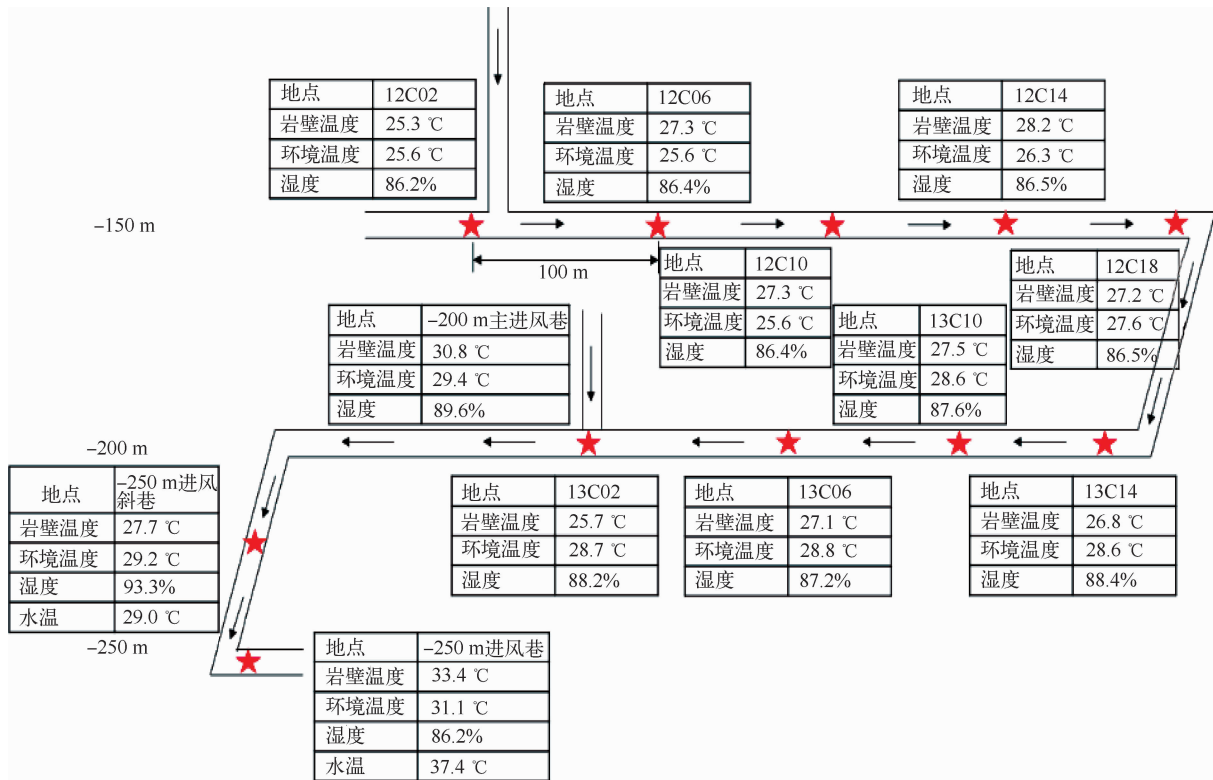 地点 12C02
岩壁温度 25.3 ℃
环境温度 25.6 ℃
湿度 86.2%
地点 12C06
岩壁温度 27.3 ℃
环境温度 25.6 ℃
湿度 86.4%
地点 12C14
岩壁温度 28.2 ℃
环境温度 26.3 ℃
湿度 86.5%
–150 m
100 m
地点 12C10
岩壁温度 27.3 ℃
环境温度 25.6 ℃
湿度 86.4%
地点 12C18
岩壁温度 27.2 ℃
环境温度 27.6 ℃
湿度 86.5%
地点 –200 m主进风巷
岩壁温度 30.8 ℃
环境温度 29.4 ℃
湿度 89.6%
地点 13C10
岩壁温度 27.5 ℃
环境温度 28.6 ℃
湿度 87.6%
–200 m
地点 –250 m进风
斜巷
岩壁温度 27.7 ℃
环境温度 29.2 ℃
湿度 93.3%
水温 29.0 ℃
地点 13C02
岩壁温度 25.7 ℃
环境温度 28.7 ℃
湿度 88.2%
地点 13C06
岩壁温度 27.1 ℃
环境温度 28.8 ℃
湿度 87.2%
地点 13C14
岩壁温度 26.8 ℃
环境温度 28.6 ℃
湿度 88.4%
–250 m
地点 –250 m进风巷
岩壁温度 33.4 ℃
环境温度 31.1 ℃
湿度 86.2%
水温 37.4 ℃